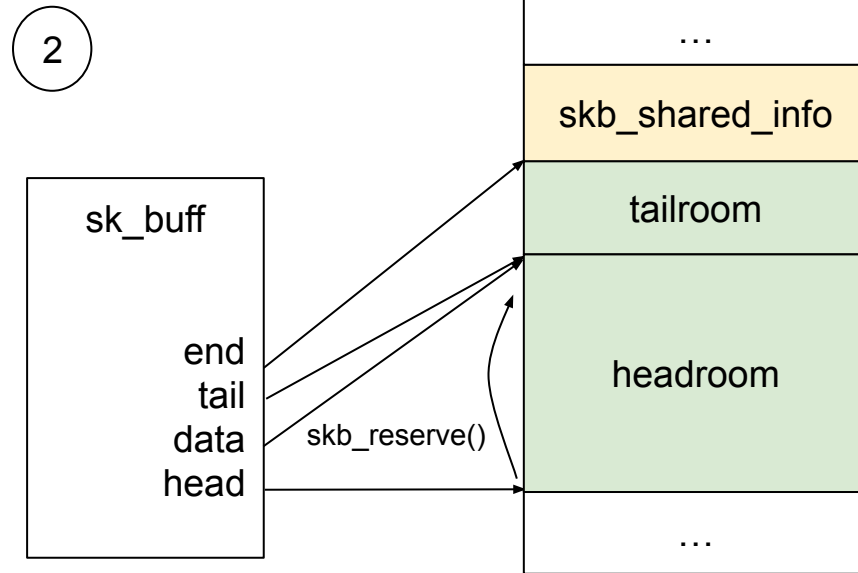 2
…
skb_shared_info
tailroom
headroom
…
sk_buff
end
tail
data
head
skb_reserve()